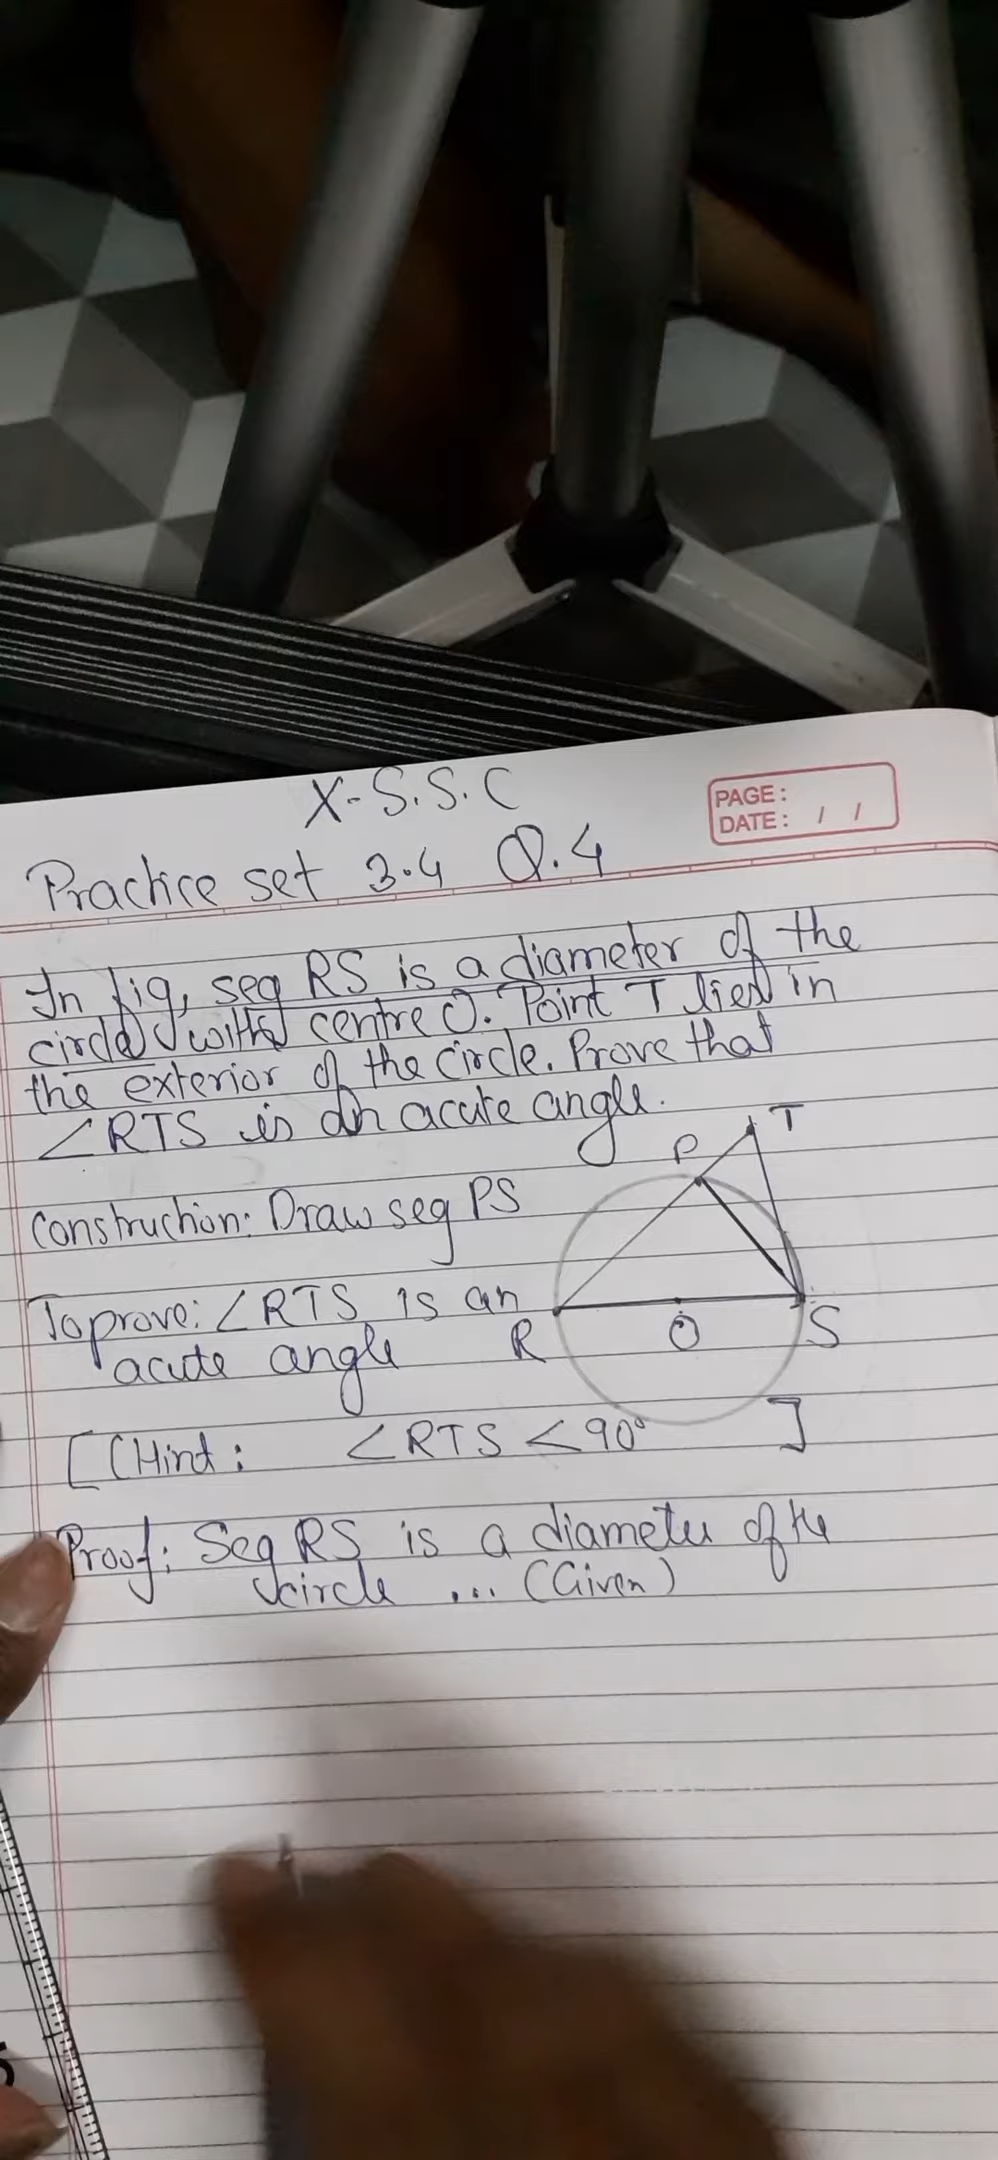 X-S.S.C
PAGE:
DATE: / /
Practice set 3.4 Q.4
In fig, seg RS is a diameter of the
circle with centre O. Point T lies in
the exterior of the circle. Prove that
∠RTS is an acute angle.
T
P
Construction: Draw seg PS
To prove: ∠RTS is an
acute angle
R
O
S
[(Hint: ∠RTS < 90° ]
Proof: Seg RS is a diameter of the
circle ... (Given)